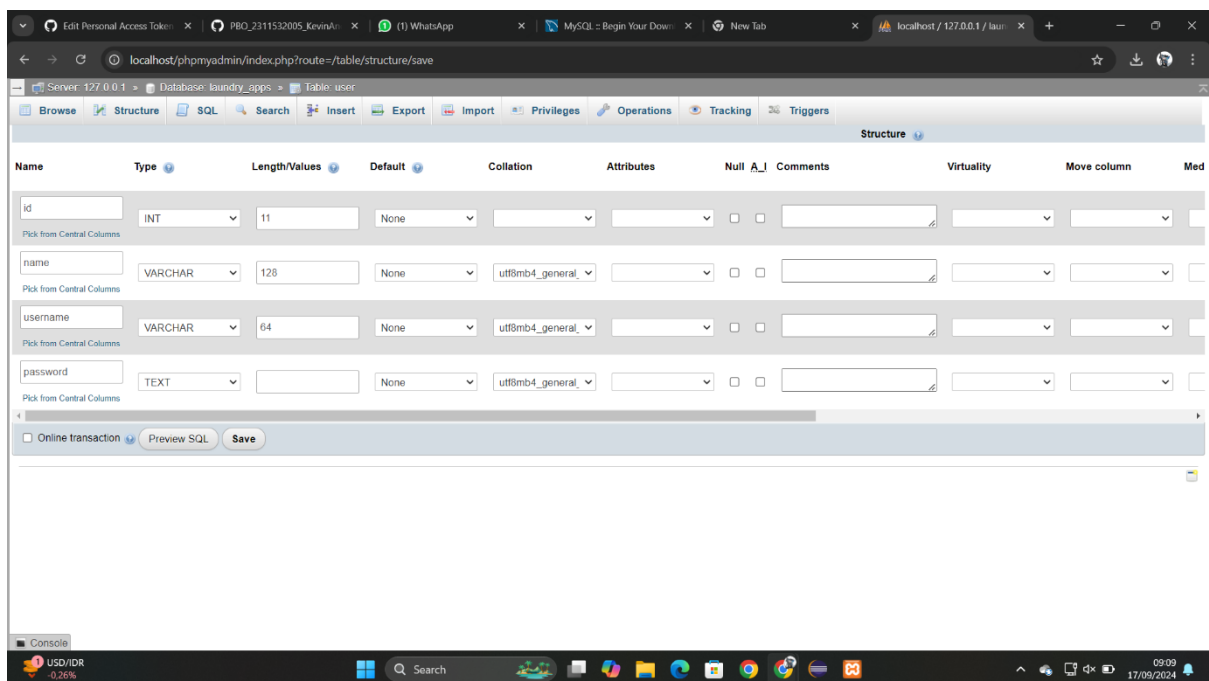 Edit Personal Access Token
PBO_2311532005_KevinAn
(1) WhatsApp
MySQL :: Begin Your Down
New Tab
localhost / 127.0.0.1 / laun
localhost/phpmyadmin/index.php?route=/table/structure/save
Server: 127.0.0.1 » Database: laundry_apps » Table: user
Browse Structure SQL Search Insert Export Import Privileges Operations Tracking Triggers
Structure
Name Type Length/Values Default Collation Attributes Null A_I Comments Virtuality Move column Med
id INT 11 None
Pick from Central Columns
name VARCHAR 128 None utf8mb4_general_
Pick from Central Columns
username VARCHAR 64 None utf8mb4_general_
Pick from Central Columns
password TEXT None utf8mb4_general_
Pick from Central Columns
Online transaction Preview SQL Save
Console
1 USD/IDR
-0,26%
Search
09:09
17/09/2024